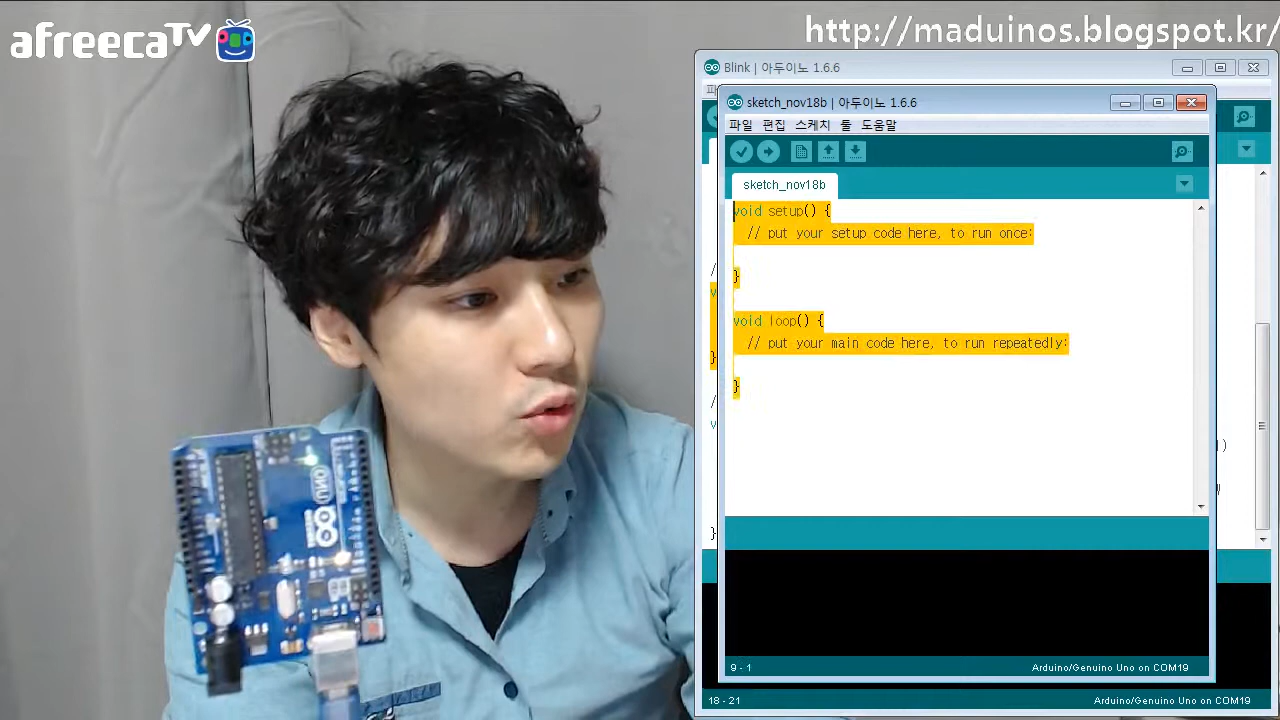 afreecaTV
http://maduinos.blogspot.kr/
Blink | 아두이노 1.6.6
sketch_nov18b | 아두이노 1.6.6
파일 편집 스케치 툴 도움말
sketch_nov18b
void setup() {
// put your setup code here, to run once:
}
void loop() {
// put your main code here, to run repeatedly:
}
9 - 1
Arduino/Genuino Uno on COM19
18 - 21
Arduino/Genuino Uno on COM19
UNO